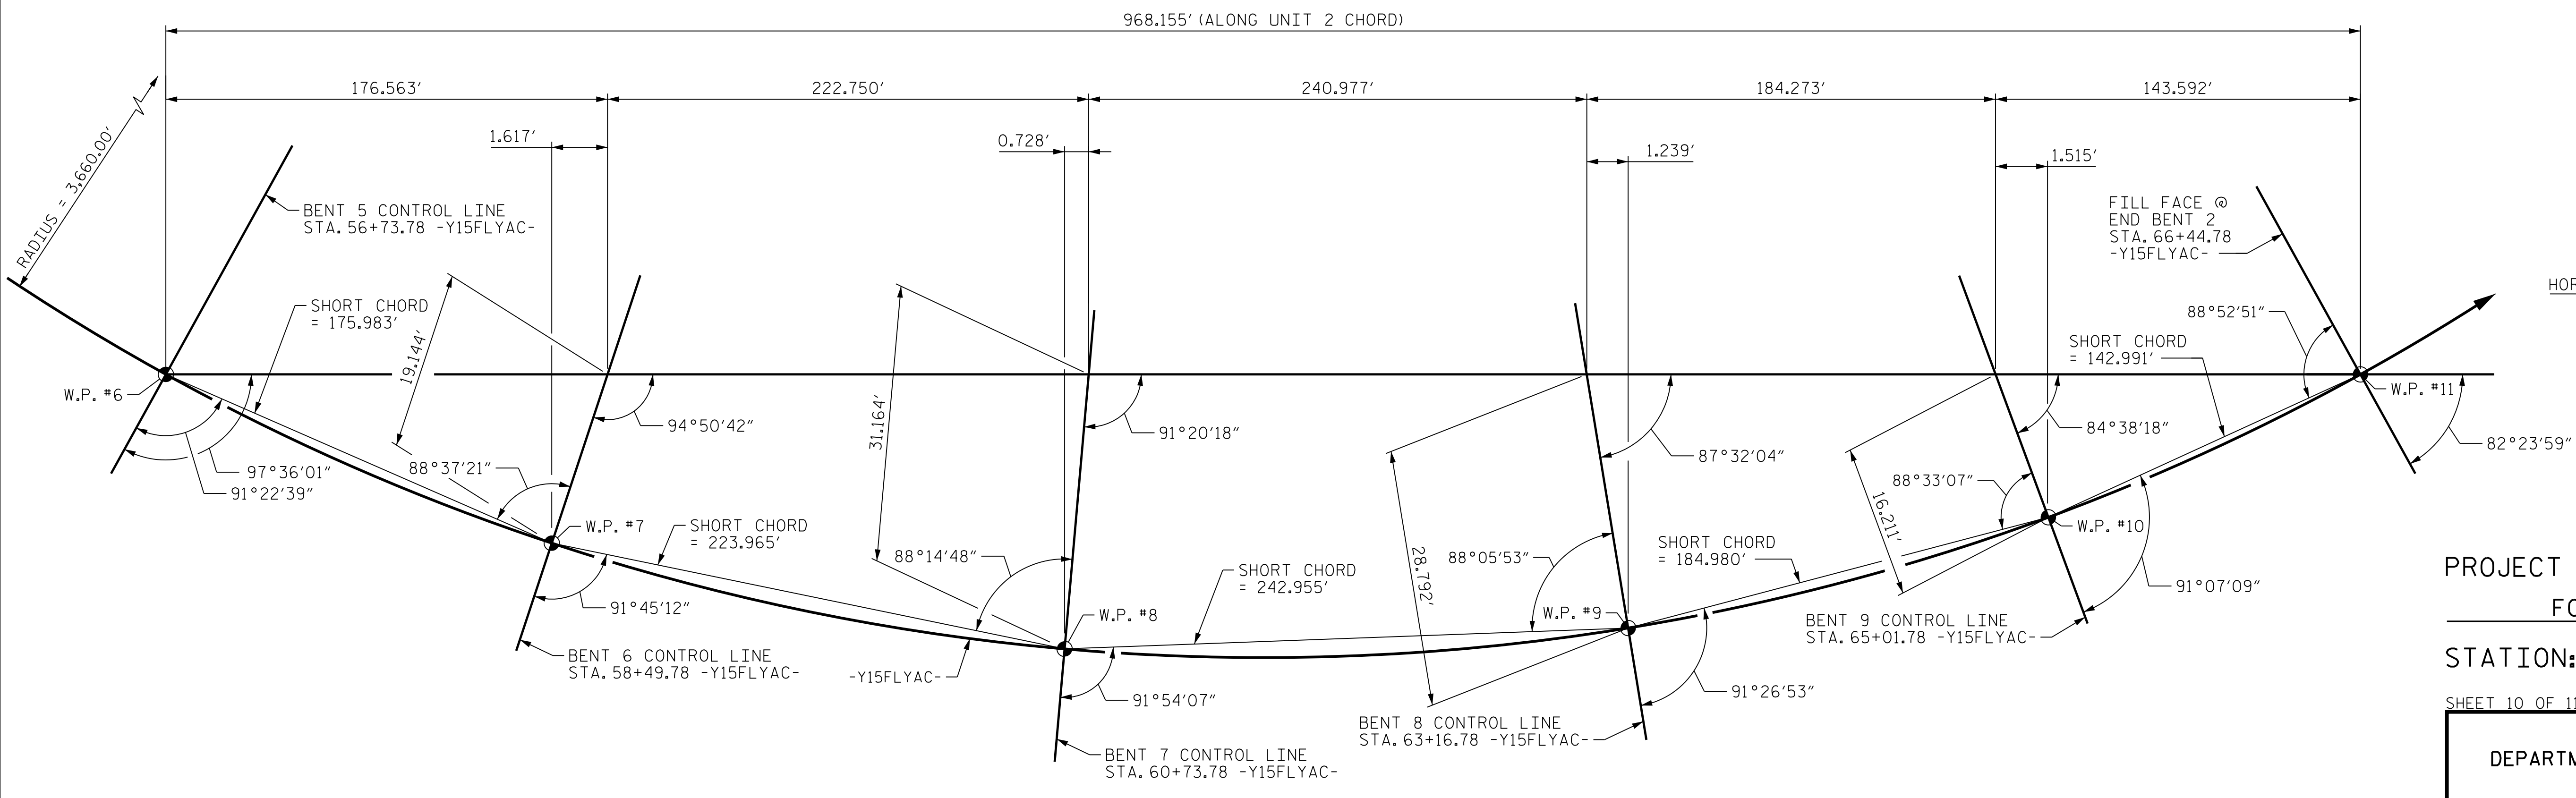 968.155' (ALONG UNIT 2 CHORD)
176.563'
222.750'
240.977'
184.273'
143.592'
1.617'
0.728'
1.239'
1.515'
RADIUS = 3,660.00'
BENT 5 CONTROL LINE
STA. 56+73.78 -Y15FLYAC-
FILL FACE @
END BENT 2
STA. 66+44.78
-Y15FLYAC-
SHORT CHORD
= 175.983'
19.144'
31.164'
88°52'51"
SHORT CHORD
= 142.991'
HOR
W.P. #6
W.P. #11
94°50'42"
91°20'18"
87°32'04"
84°38'18"
82°23'59"
97°36'01"
91°22'39"
88°37'21"
88°33'07"
16.211'
W.P. #7
SHORT CHORD
= 223.965'
W.P. #10
88°14'48"
SHORT CHORD
= 242.955'
28.792'
88°05'53"
SHORT CHORD
= 184.980'
91°45'12"
W.P. #8
W.P. #9
91°07'09"
BENT 9 CONTROL LINE
STA. 65+01.78 -Y15FLYAC-
BENT 6 CONTROL LINE
STA. 58+49.78 -Y15FLYAC-
-Y15FLYAC-
91°54'07"
91°26'53"
BENT 8 CONTROL LINE
STA. 63+16.78 -Y15FLYAC-
BENT 7 CONTROL LINE
STA. 60+73.78 -Y15FLYAC-
PROJECT
FO
STATION:
SHEET 10 OF 11
DEPARTM